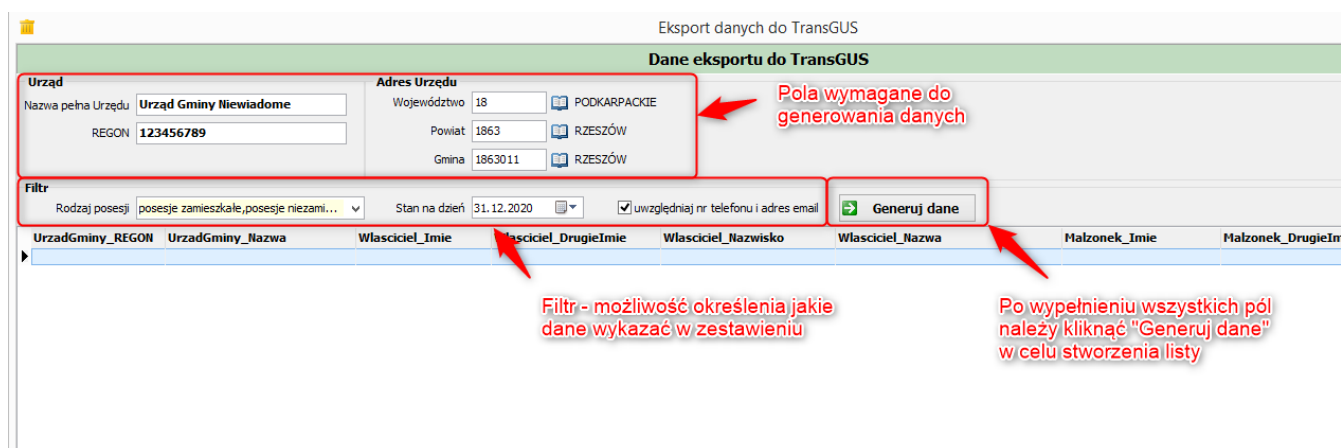 Eksport danych do TransGUS
Dane eksportu do TransGUS
Urząd
Nazwa pełna Urzędu Urząd Gminy Niewiadome
REGON 123456789
Adres Urzędu
Województwo 18 PODKARPACKIE
Powiat 1863 RZESZÓW
Gmina 1863011 RZESZÓW
Pola wymagane do
generowania danych
Filtr
Rodzaj posesji posesje zamieszkałe,posesje niezami... Stan na dzień 31.12.2020 uwzględniaj nr telefonu i adres email Generuj dane
UrzadGminy_REGON UrzadGminy_Nazwa Wlasciciel_Imie Wlasciciel_DrugieImie Wlasciciel_Nazwisko Wlasciciel_Nazwa Malzonek_Imie Malzonek_DrugieIm
Filtr - możliwość określenia jakie
dane wykazać w zestawieniu
Po wypełnieniu wszystkich pól
należy kliknąć "Generuj dane"
w celu stworzenia listy